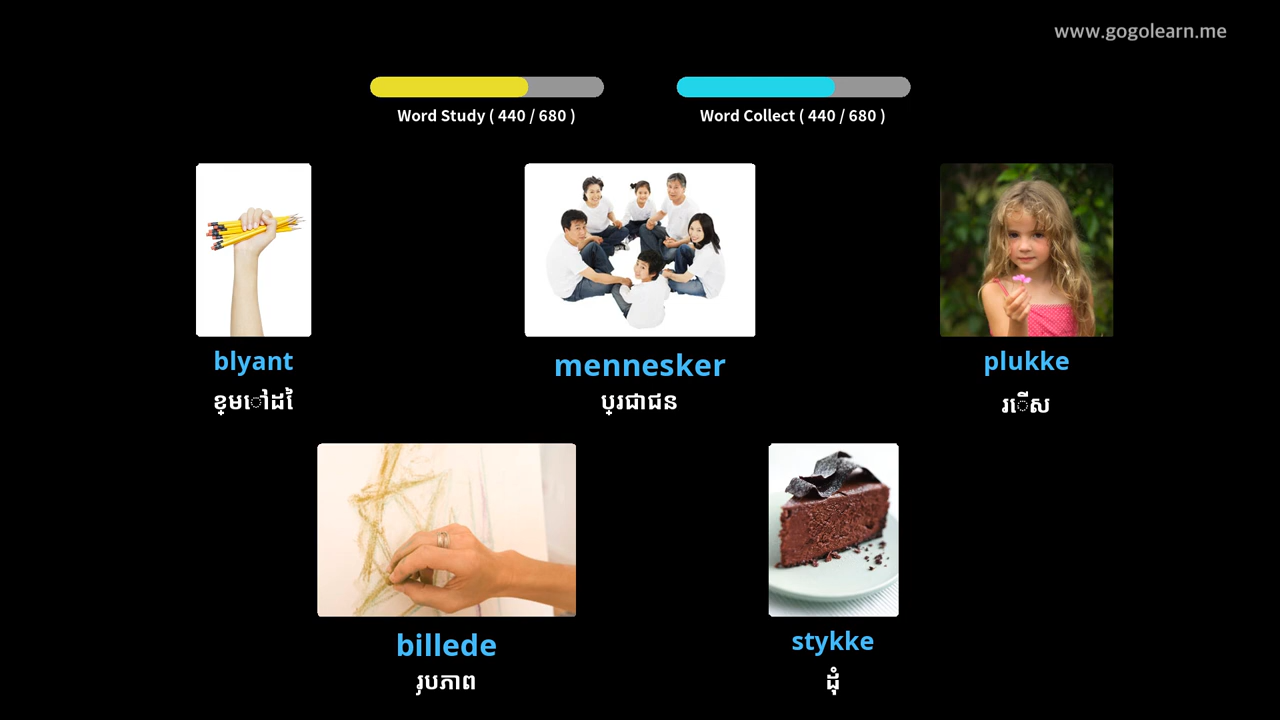 www.gogolearn.me
Word Study ( 440 / 680 )
Word Collect ( 440 / 680 )
blyant
ខ្មៅដៃ
mennesker
ប្រជាជន
plukke
រើស
billede
រូបភាព
stykke
ដុំ